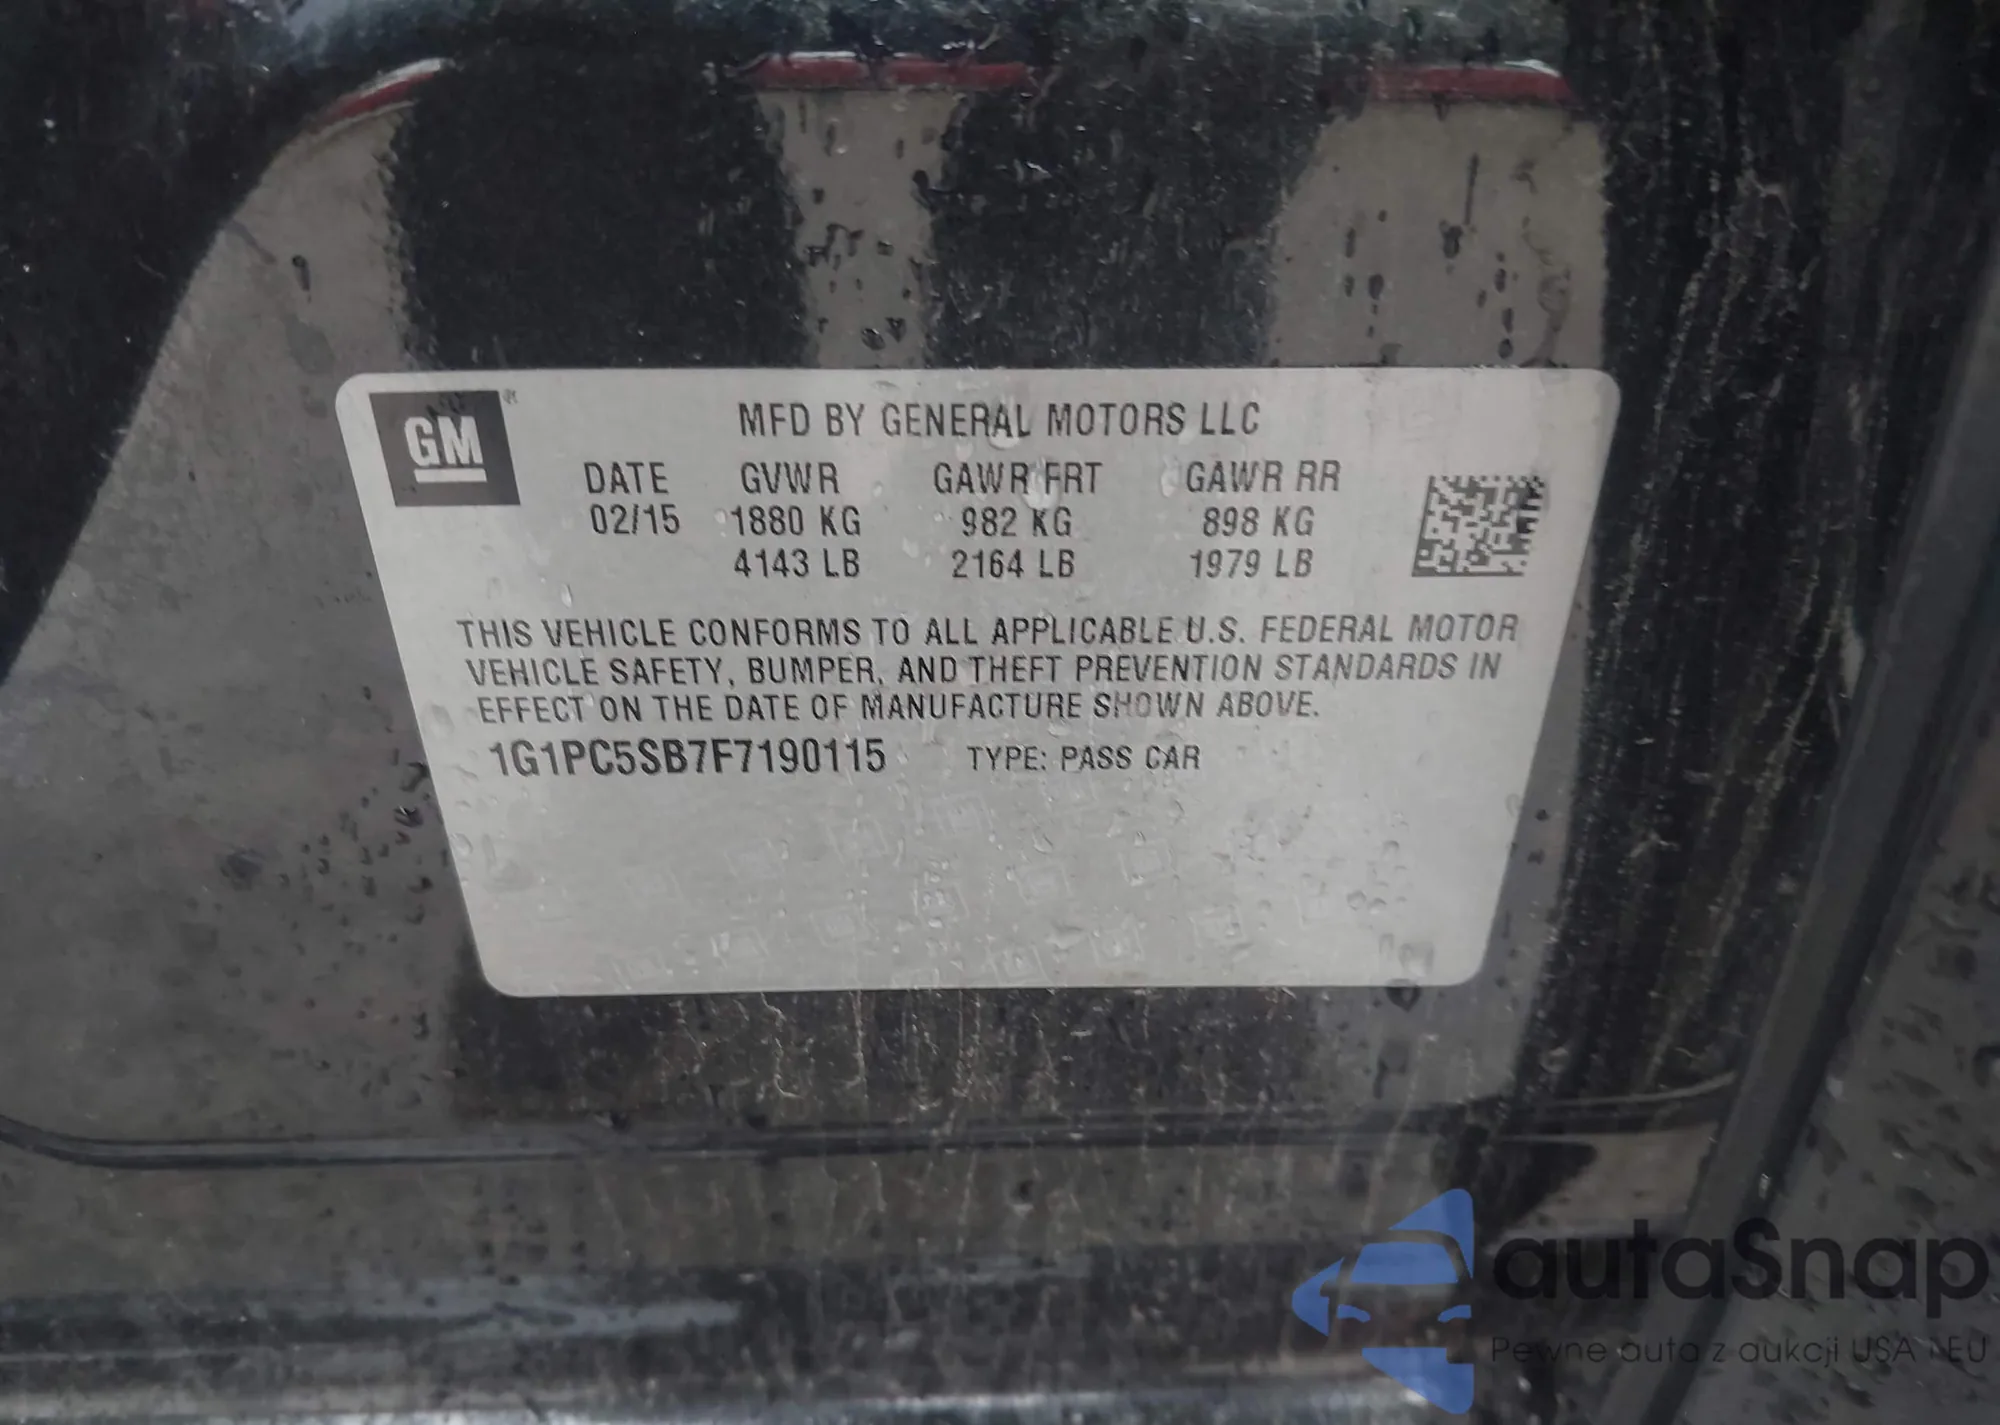 GM
MFD BY GENERAL MOTORS LLC
DATE GVWR GAWR FRT GAWR RR
02/15 1880 KG 982 KG 898 KG
4143 LB 2164 LB 1979 LB
THIS VEHICLE CONFORMS TO ALL APPLICABLE U.S. FEDERAL MOTOR
VEHICLE SAFETY, BUMPER, AND THEFT PREVENTION STANDARDS IN
EFFECT ON THE DATE OF MANUFACTURE SHOWN ABOVE.
1G1PC5SB7F7190115 TYPE: PASS CAR
autaSnap
Pewne auta z aukcji USA i EU